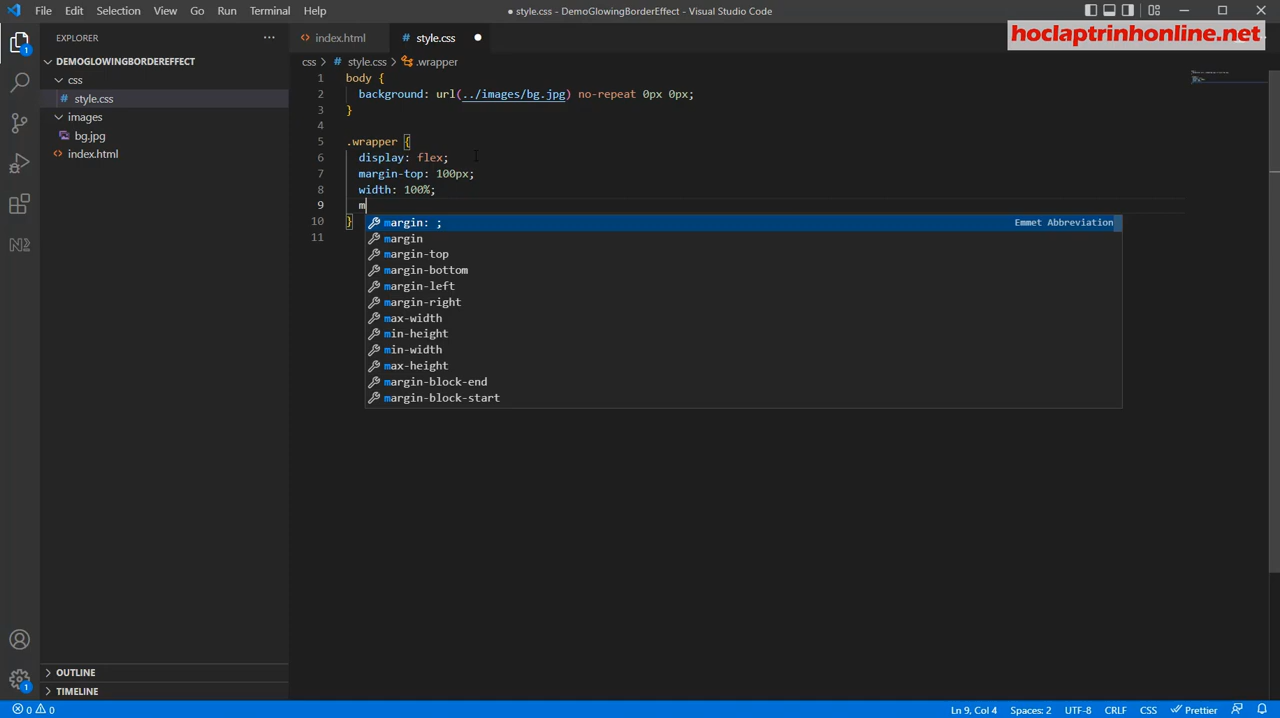 File Edit Selection View Go Run Terminal Help
● style.css - DemoGlowingBorderEffect - Visual Studio Code
hoclaptrinhonline.net
EXPLORER
index.html
style.css
DEMOGLOWINGBORDEREFFECT
css
style.css
images
bg.jpg
index.html
css > style.css > .wrapper
1 body {
2 background: url(../images/bg.jpg) no-repeat 0px 0px;
3 }
4
5 .wrapper {
6 display: flex;
7 margin-top: 100px;
8 width: 100%;
9 m
10 }
11
margin: ; Emmet Abbreviation
margin
margin-top
margin-bottom
margin-left
margin-right
max-width
min-height
min-width
max-height
margin-block-end
margin-block-start
1
1
OUTLINE
TIMELINE
0 0 Ln 9, Col 4 Spaces: 2 UTF-8 CRLF CSS Prettier